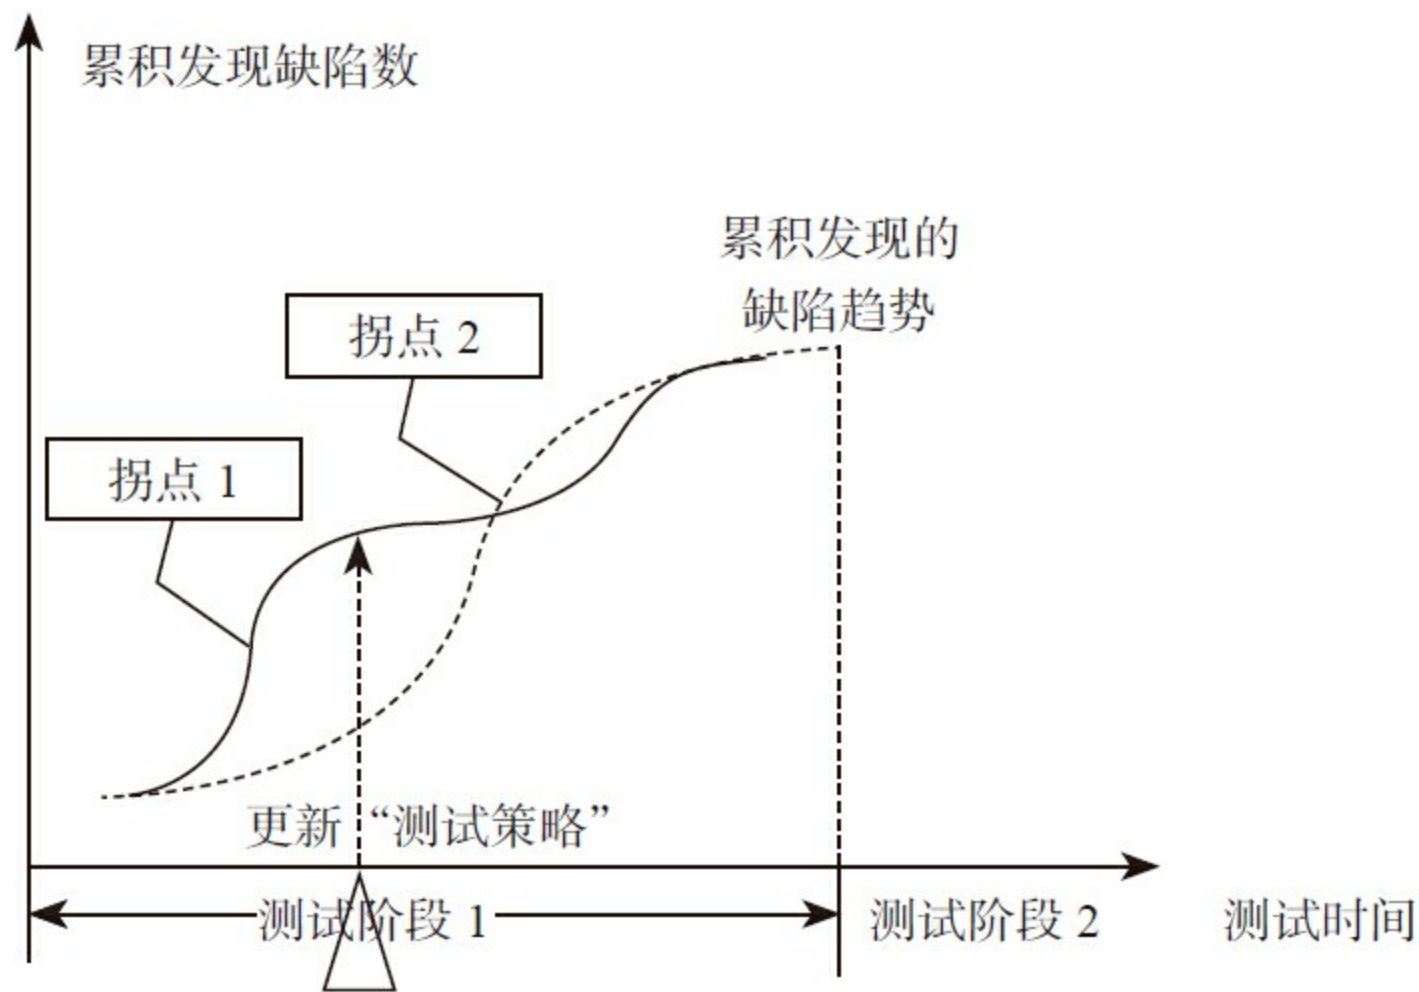 累积发现缺陷数
累积发现的
缺陷趋势
拐点 2
拐点 1
更新“测试策略”
测试阶段 1
测试阶段 2
测试时间